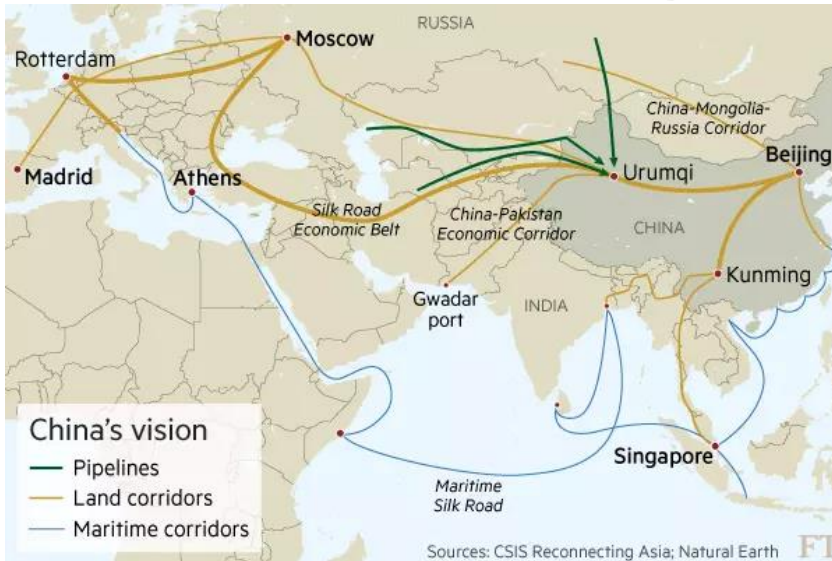 RUSSIA
Moscow
Rotterdam
China-Mongolia-
Russia Corridor
Beijing
Urumqi
Madrid
Athens
Silk Road
Economic Belt
China-Pakistan
Economic Corridor
CHINA
Kunming
Gwadar
port
INDIA
China's vision
Pipelines
Land corridors
Maritime corridors
Singapore
Maritime
Silk Road
Sources: CSIS Reconnecting Asia; Natural Earth
FT